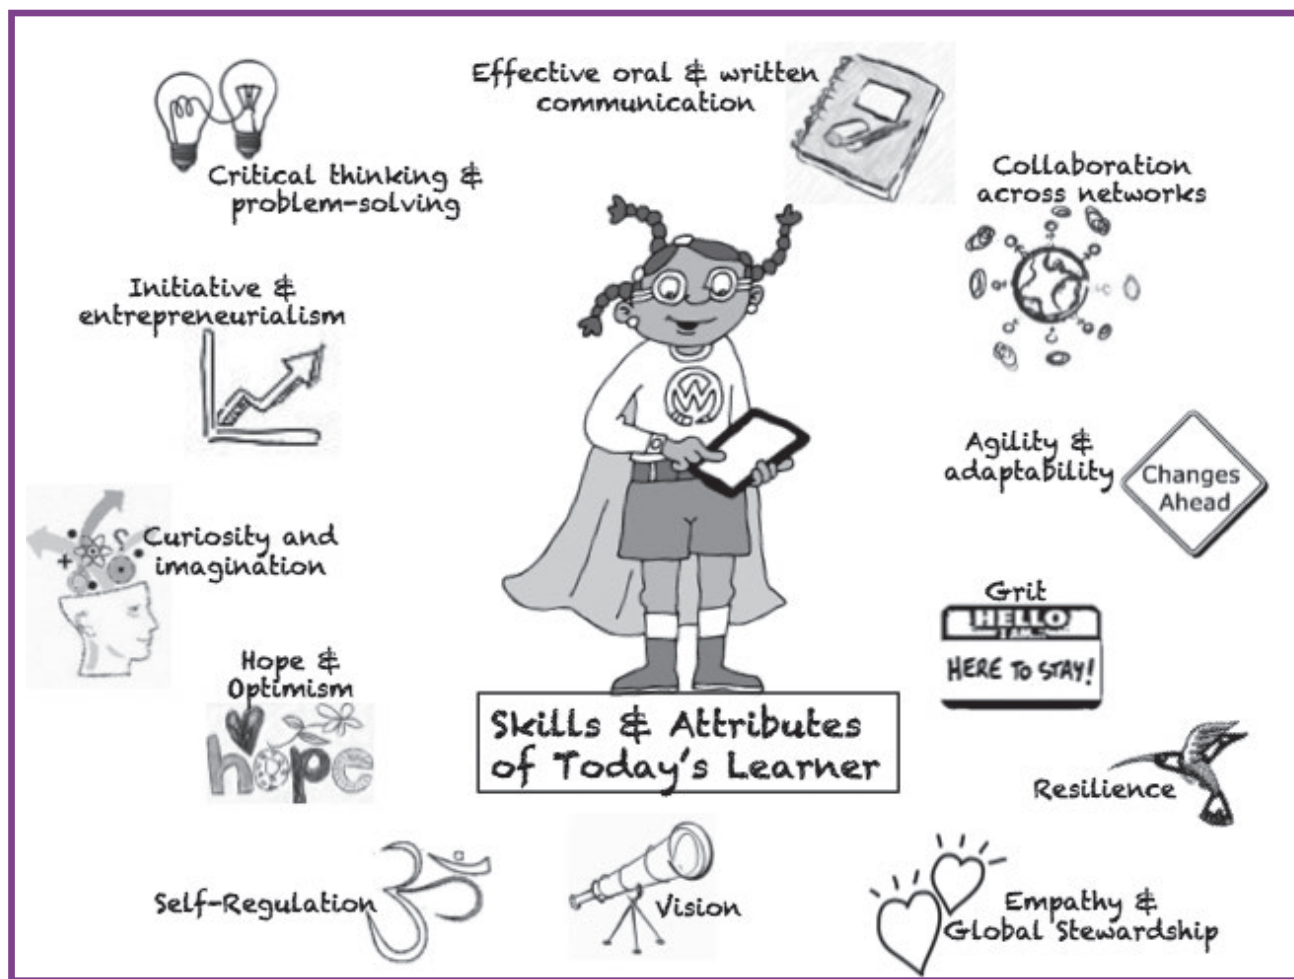 Effective oral & written
communication
Critical thinking &
problem-solving
Collaboration
across networks
Initiative &
entrepreneurialism
W
Agility &
adaptability
Changes
Ahead
Curiosity and
imagination
Grit
HELLO
I AM
HERE TO STAY!
Hope &
Optimism
hope
Skills & Attributes
of Today's Learner
Resilience
Self-Regulation
ॐ
Vision
Empathy &
Global Stewardship